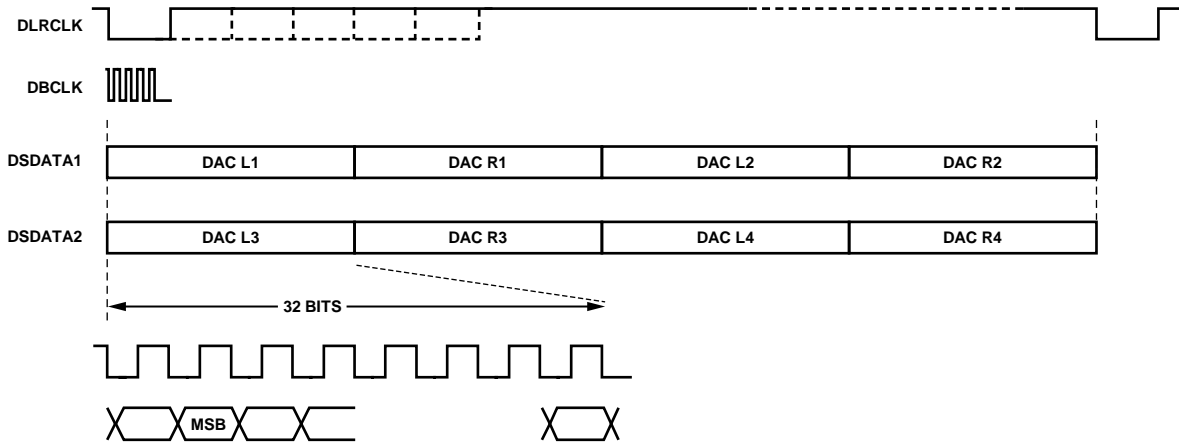 DLRCLK
DBCLK
DSDATA1 DAC L1 DAC R1 DAC L2 DAC R2
DSDATA2 DAC L3 DAC R3 DAC L4 DAC R4
32 BITS
MSB